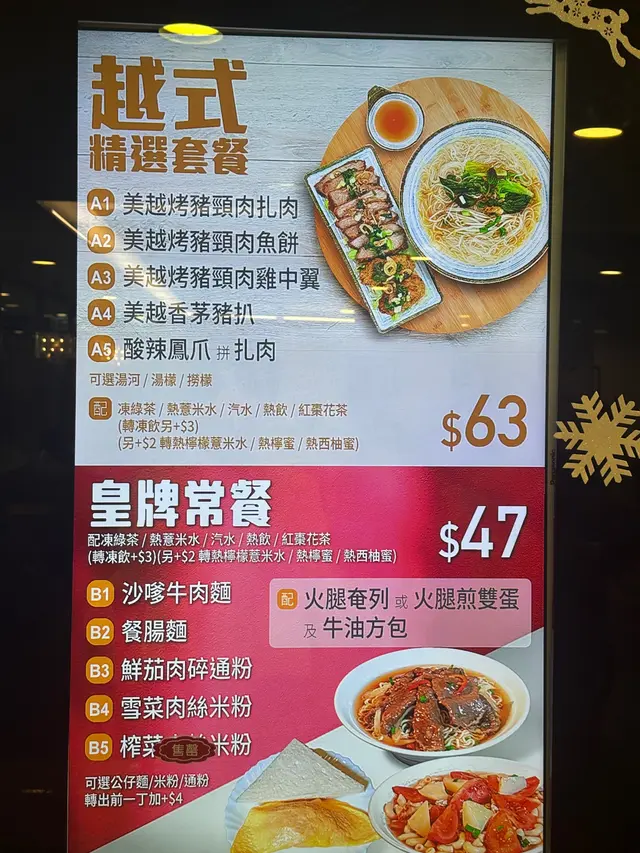 越式
精選套餐
A1 美越烤豬頸肉扎肉
A2 美越烤豬頸肉魚餅
A3 美越烤豬頸肉雞中翼
A4 美越香茅豬扒
A5 酸辣鳳爪 拼 扎肉
可選湯河 / 湯檬 / 撈檬
配 凍綠茶 / 熱薏米水 / 汽水 / 熱飲 / 紅棗花茶
(轉凍飲另+$3)
(另+$2 轉熱檸檬薏米水 / 熱檸蜜 / 熱西柚蜜)
$63
皇牌常餐
配凍綠茶 / 熱薏米水 / 汽水 / 熱飲 / 紅棗花茶
(轉凍飲+$3)(另+$2 轉熱檸檬薏米水 / 熱檸蜜 / 熱西柚蜜)
$47
B1 沙嗲牛肉麵
B2 餐腸麵
B3 鮮茄肉碎通粉
B4 雪菜肉絲米粉
B5 榨菜 米粉
售罄
配 火腿奄列 或 火腿煎雙蛋
及 牛油方包
可選公仔麵/米粉/通粉
轉出前一丁加+$4